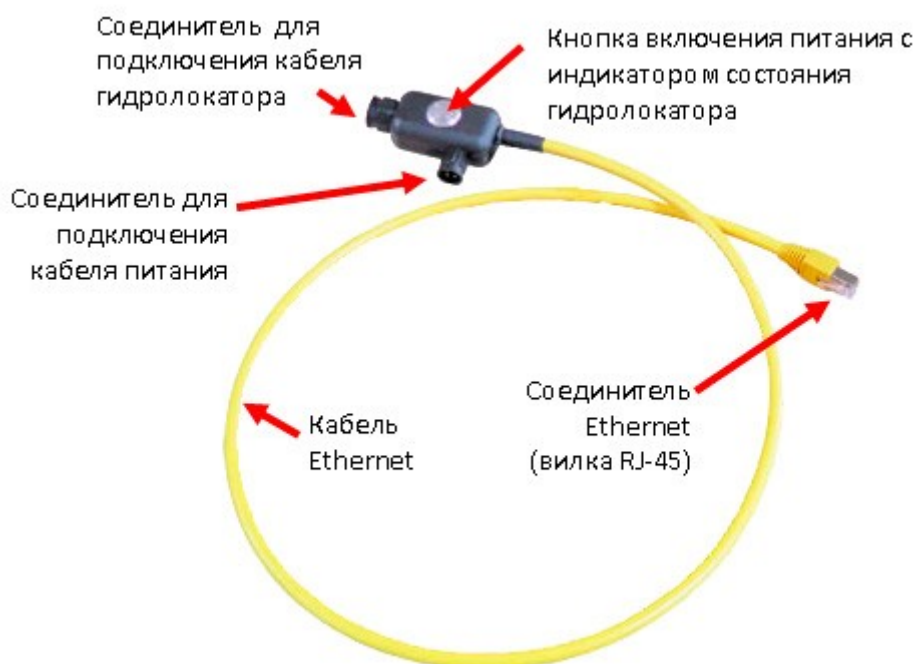 Соединитель для
подключения кабеля
гидролокатора
Кнопка включения питания с
индикатором состояния
гидролокатора
Соединитель для
подключения
кабеля питания
Соединитель
Ethernet
(вилка RJ-45)
Кабель
Ethernet